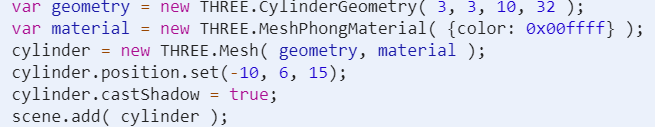 var geometry = new THREE.CylinderGeometry( 3, 3, 10, 32 );
var material = new THREE.MeshPhongMaterial( {color: 0x00ffff} );
cylinder = new THREE.Mesh( geometry, material );
cylinder.position.set(-10, 6, 15);
cylinder.castShadow = true;
scene.add( cylinder );